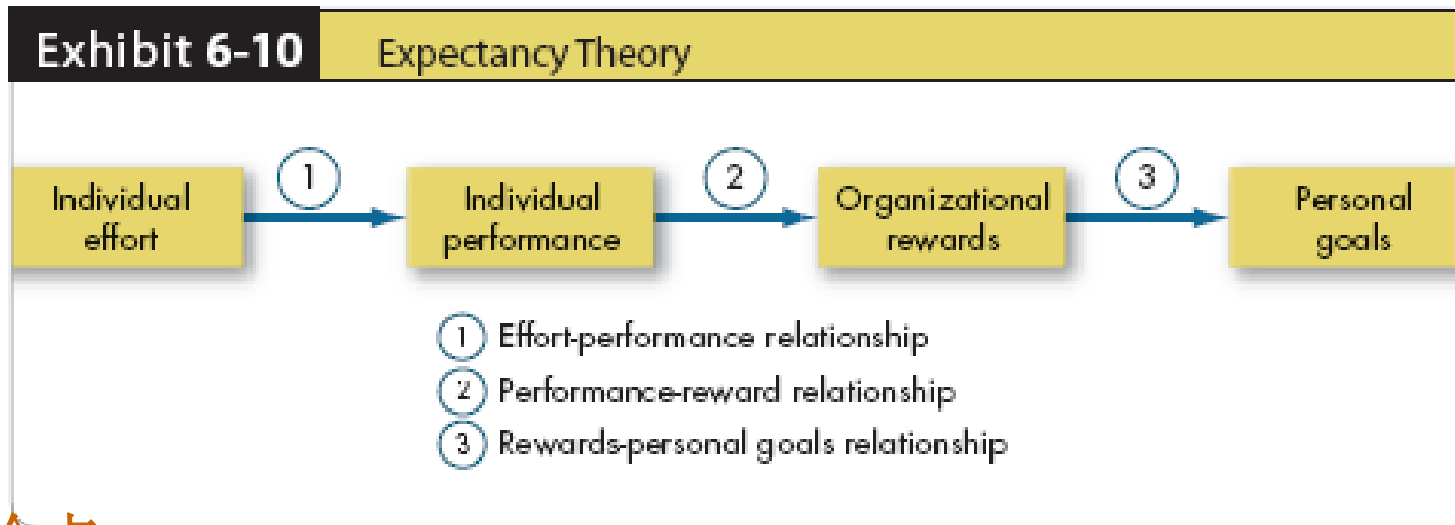 Exhibit 6-10 Expectancy Theory
1 2 3
Individual effort
Individual performance
Organizational rewards
Personal goals
1 Effort-performance relationship
2 Performance-reward relationship
3 Rewards-personal goals relationship